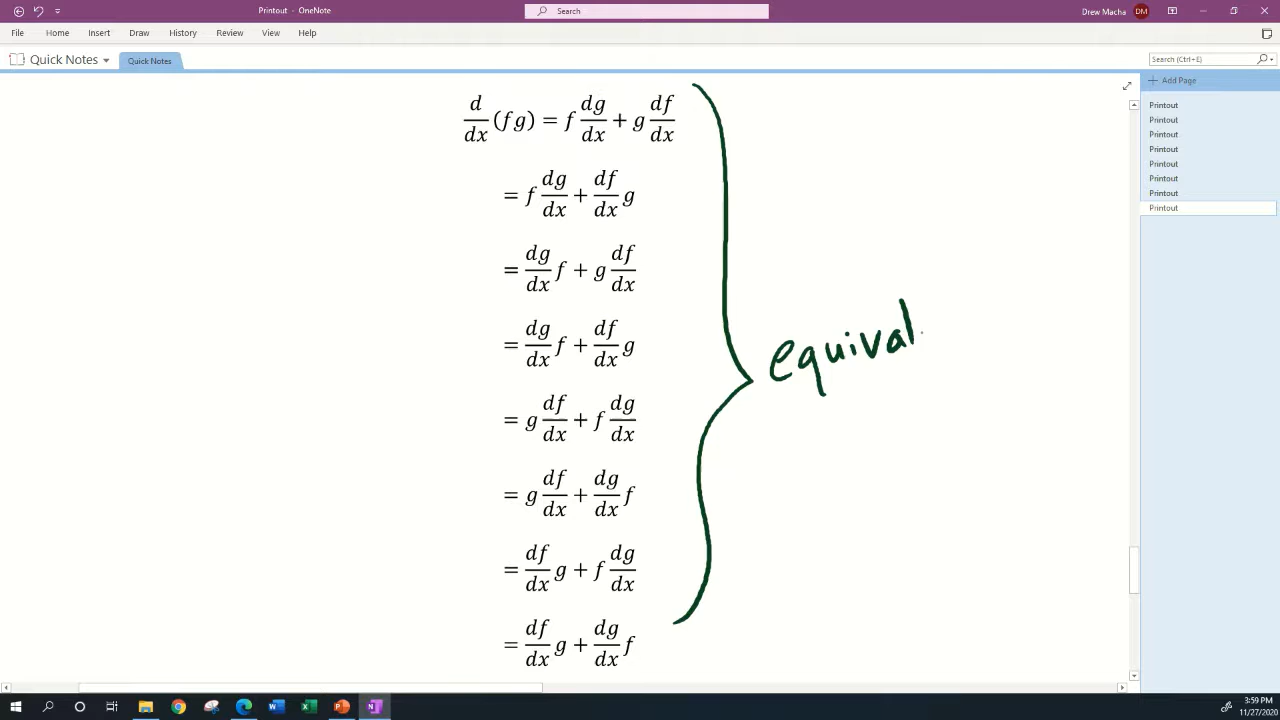 Printout - OneNote
Search
Drew Macha
DM
File Home Insert Draw History Review View Help
Quick Notes
Quick Notes
Search (Ctrl+E)
Add Page
Printout
Printout
Printout
Printout
Printout
Printout
Printout
Printout
d/dx (fg) = f dg/dx + g df/dx
= f dg/dx + df/dx g
= dg/dx f + g df/dx
= dg/dx f + df/dx g
= g df/dx + f dg/dx
= g df/dx + dg/dx f
= df/dx g + f dg/dx
= df/dx g + dg/dx f
equival
3:59 PM
11/27/2020